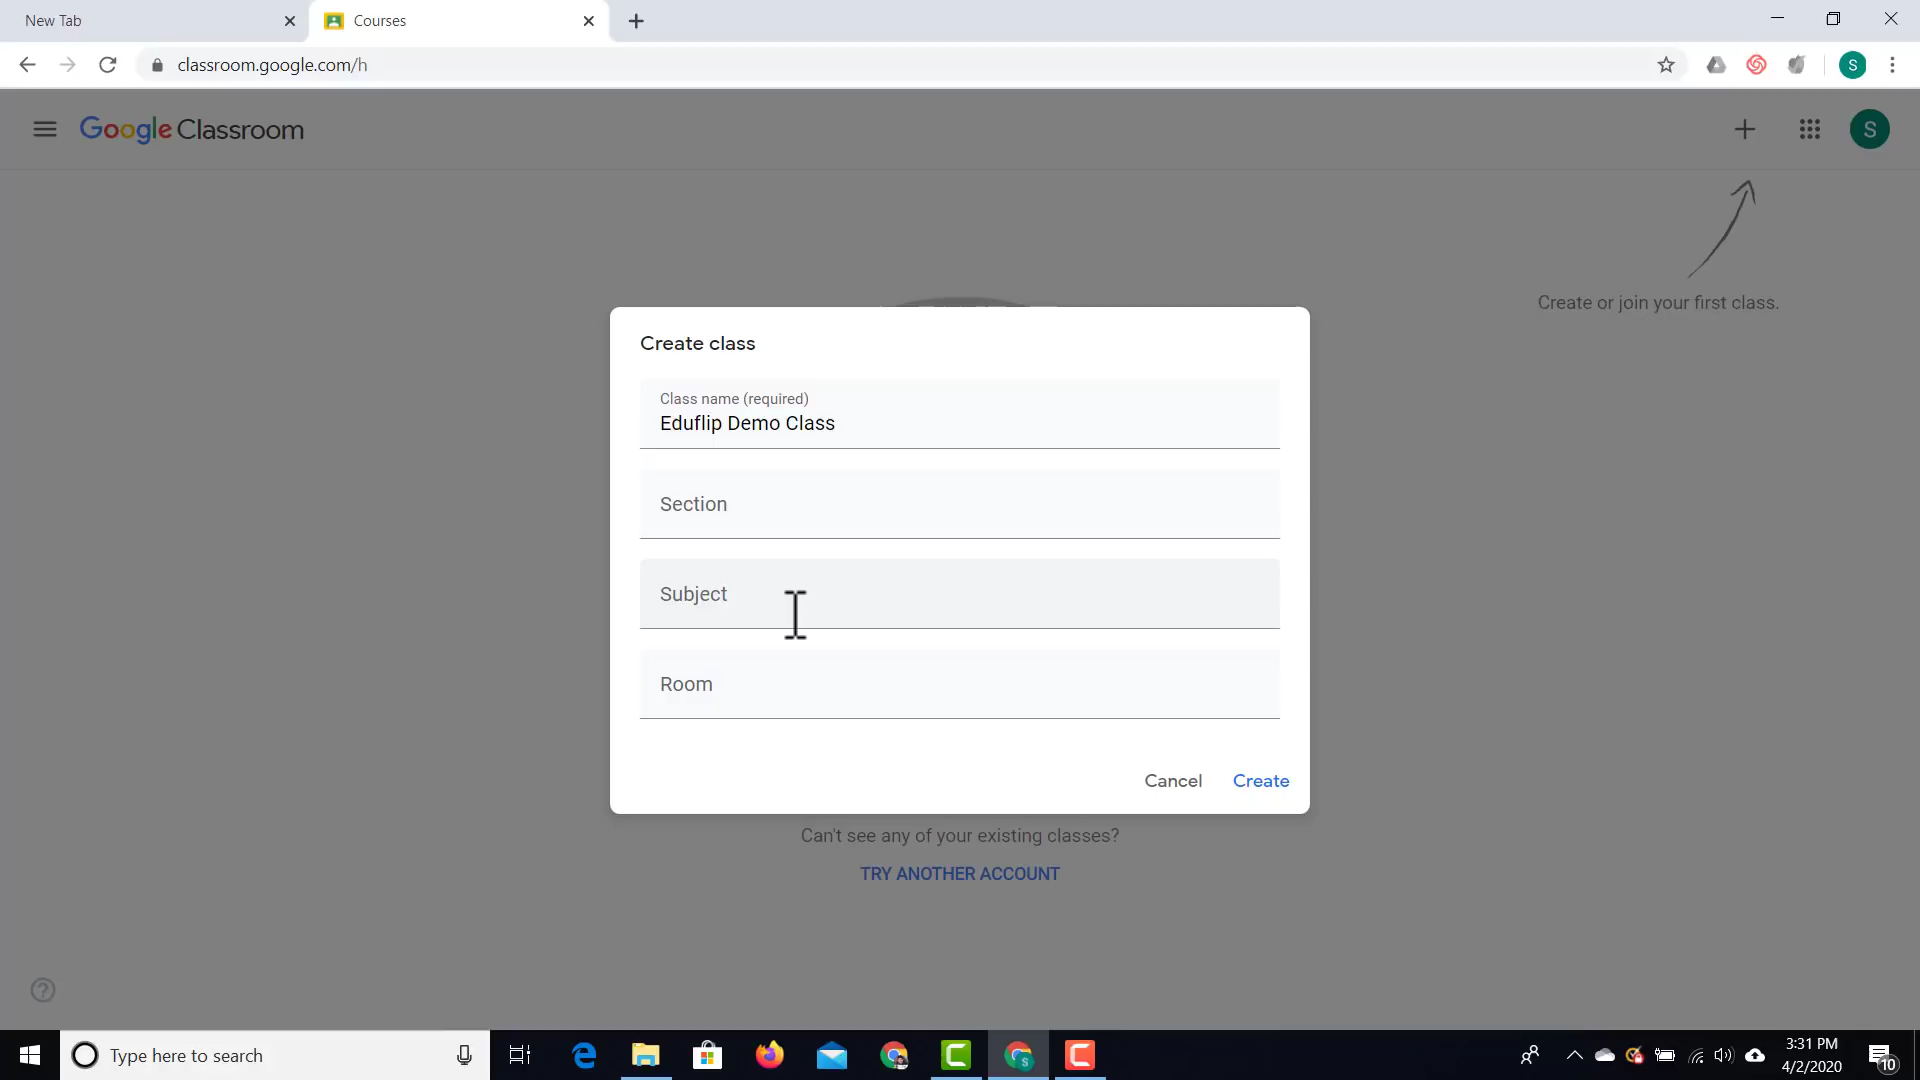 New Tab
Courses
classroom.google.com/h
S
Google Classroom
S
Create or join your first class.
Create class
Class name (required)
Eduflip Demo Class
Section
Subject
Room
Cancel Create
Can't see any of your existing classes?
TRY ANOTHER ACCOUNT
Type here to search
3:31 PM
4/2/2020
10